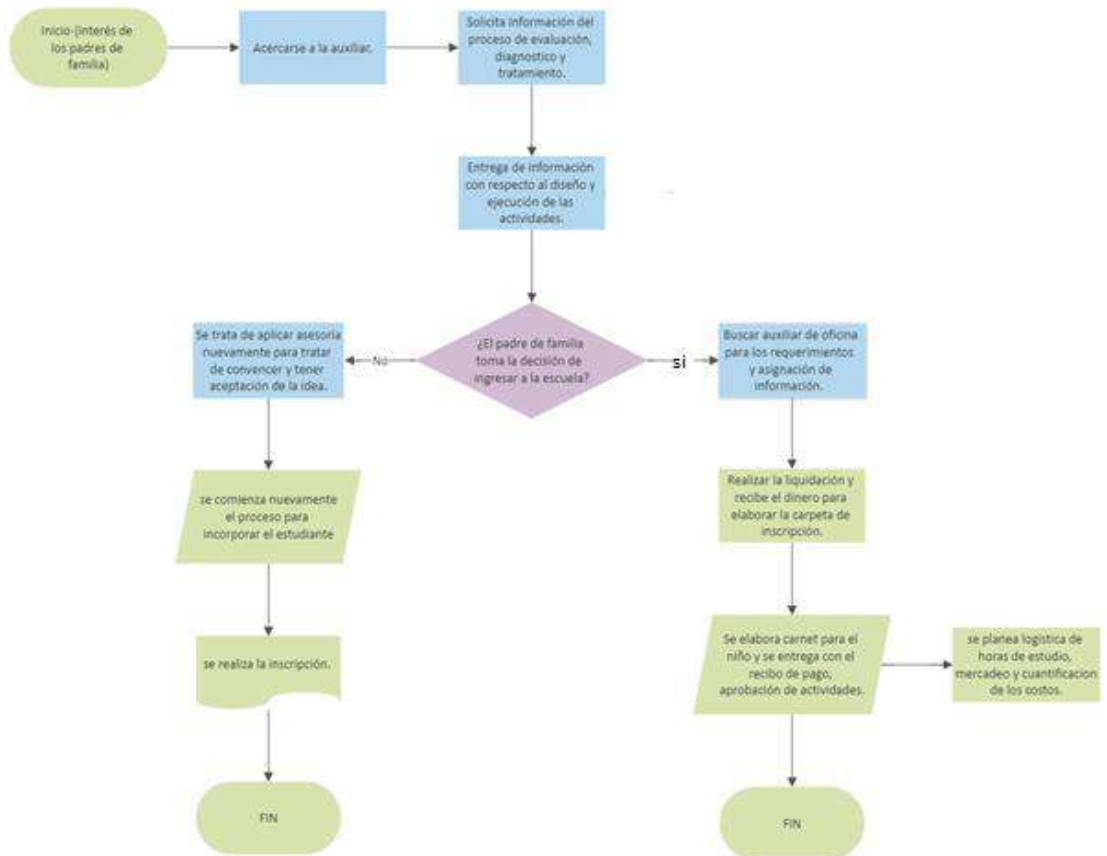 Inicio-(Interés de
los padres de
familia)
Acercarse a la auxiliar.
Solicita información del
proceso de evaluación,
diagnostico y
tratamiento.
Entrega de información
con respecto al diseño y
ejecución de las
actividades.
¿El padre de familia
toma la decisión de
ingresar a la escuela?
No
si
Se trata de aplicar asesoría
nuevamente para tratar
de convencer y tener
aceptación de la idea.
se comienza nuevamente
el proceso para
incorporar el estudiante
se realiza la inscripción.
FIN
Buscar auxiliar de oficina
para los requerimientos
y asignación de
información.
Realizar la liquidación y
recibe el dinero para
elaborar la carpeta de
inscripción.
Se elabora carnet para el
niño y se entrega con el
recibo de pago,
aprobación de actividades.
se planea logística de
horas de estudio,
mercadeo y cuantificacion
de los costos.
FIN